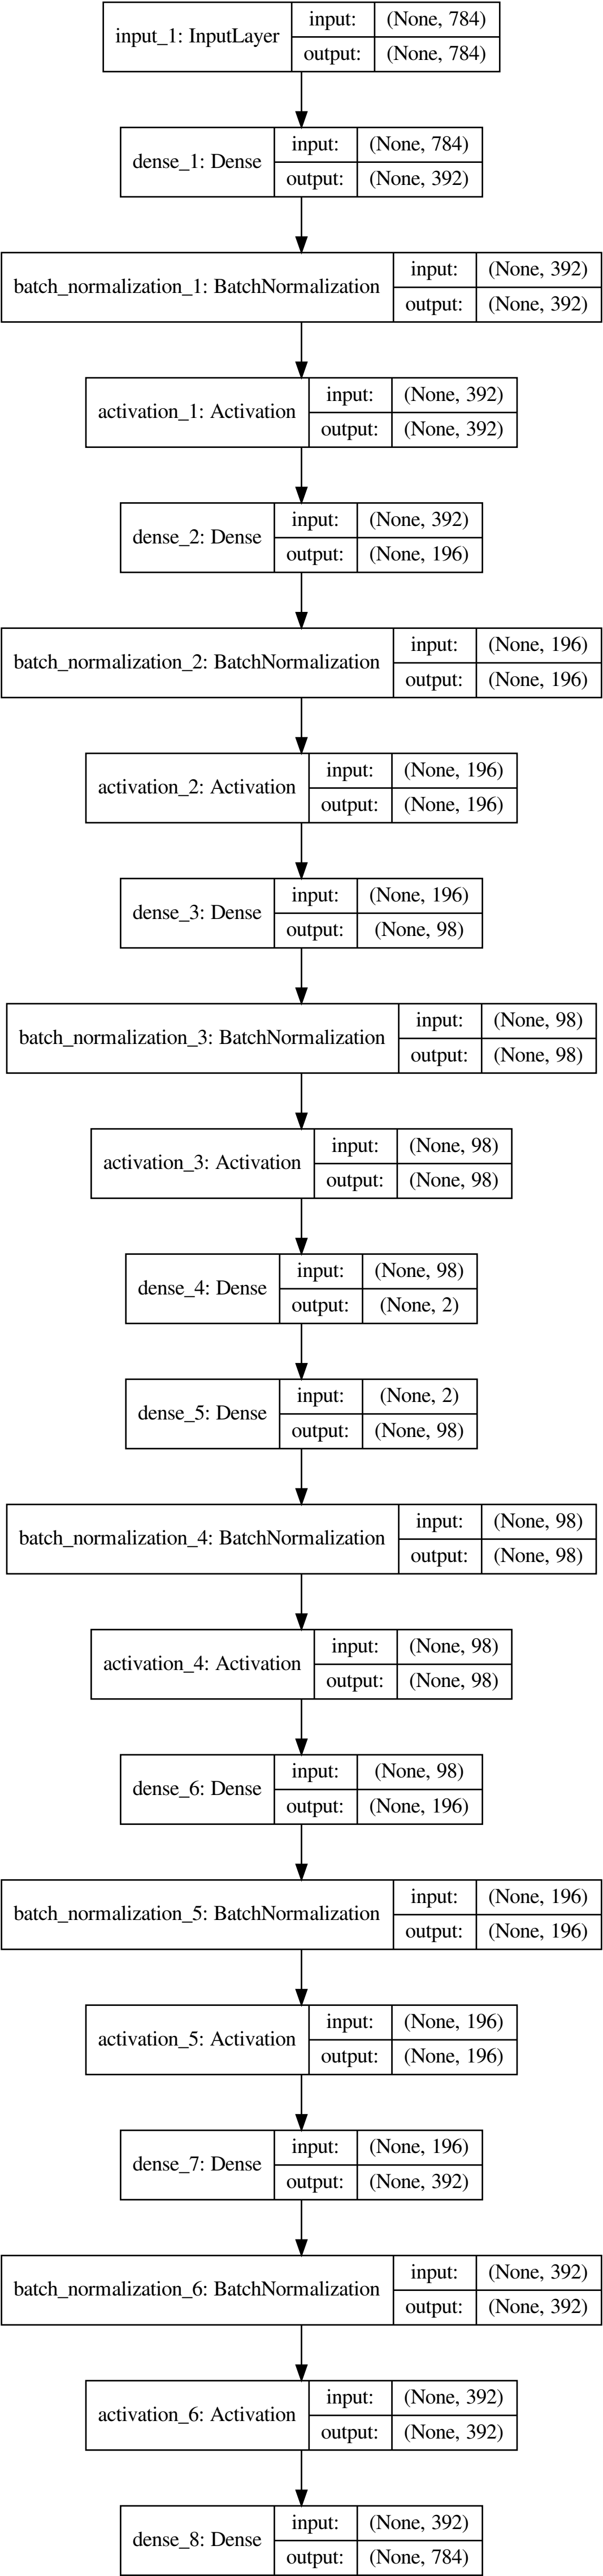 input_1: InputLayer
input: (None, 784)
output: (None, 784)
dense_1: Dense
input: (None, 784)
output: (None, 392)
batch_normalization_1: BatchNormalization
input: (None, 392)
output: (None, 392)
activation_1: Activation
input: (None, 392)
output: (None, 392)
dense_2: Dense
input: (None, 392)
output: (None, 196)
batch_normalization_2: BatchNormalization
input: (None, 196)
output: (None, 196)
activation_2: Activation
input: (None, 196)
output: (None, 196)
dense_3: Dense
input: (None, 196)
output: (None, 98)
batch_normalization_3: BatchNormalization
input: (None, 98)
output: (None, 98)
activation_3: Activation
input: (None, 98)
output: (None, 98)
dense_4: Dense
input: (None, 98)
output: (None, 2)
dense_5: Dense
input: (None, 2)
output: (None, 98)
batch_normalization_4: BatchNormalization
input: (None, 98)
output: (None, 98)
activation_4: Activation
input: (None, 98)
output: (None, 98)
dense_6: Dense
input: (None, 98)
output: (None, 196)
batch_normalization_5: BatchNormalization
input: (None, 196)
output: (None, 196)
activation_5: Activation
input: (None, 196)
output: (None, 196)
dense_7: Dense
input: (None, 196)
output: (None, 392)
batch_normalization_6: BatchNormalization
input: (None, 392)
output: (None, 392)
activation_6: Activation
input: (None, 392)
output: (None, 392)
dense_8: Dense
input: (None, 392)
output: (None, 784)